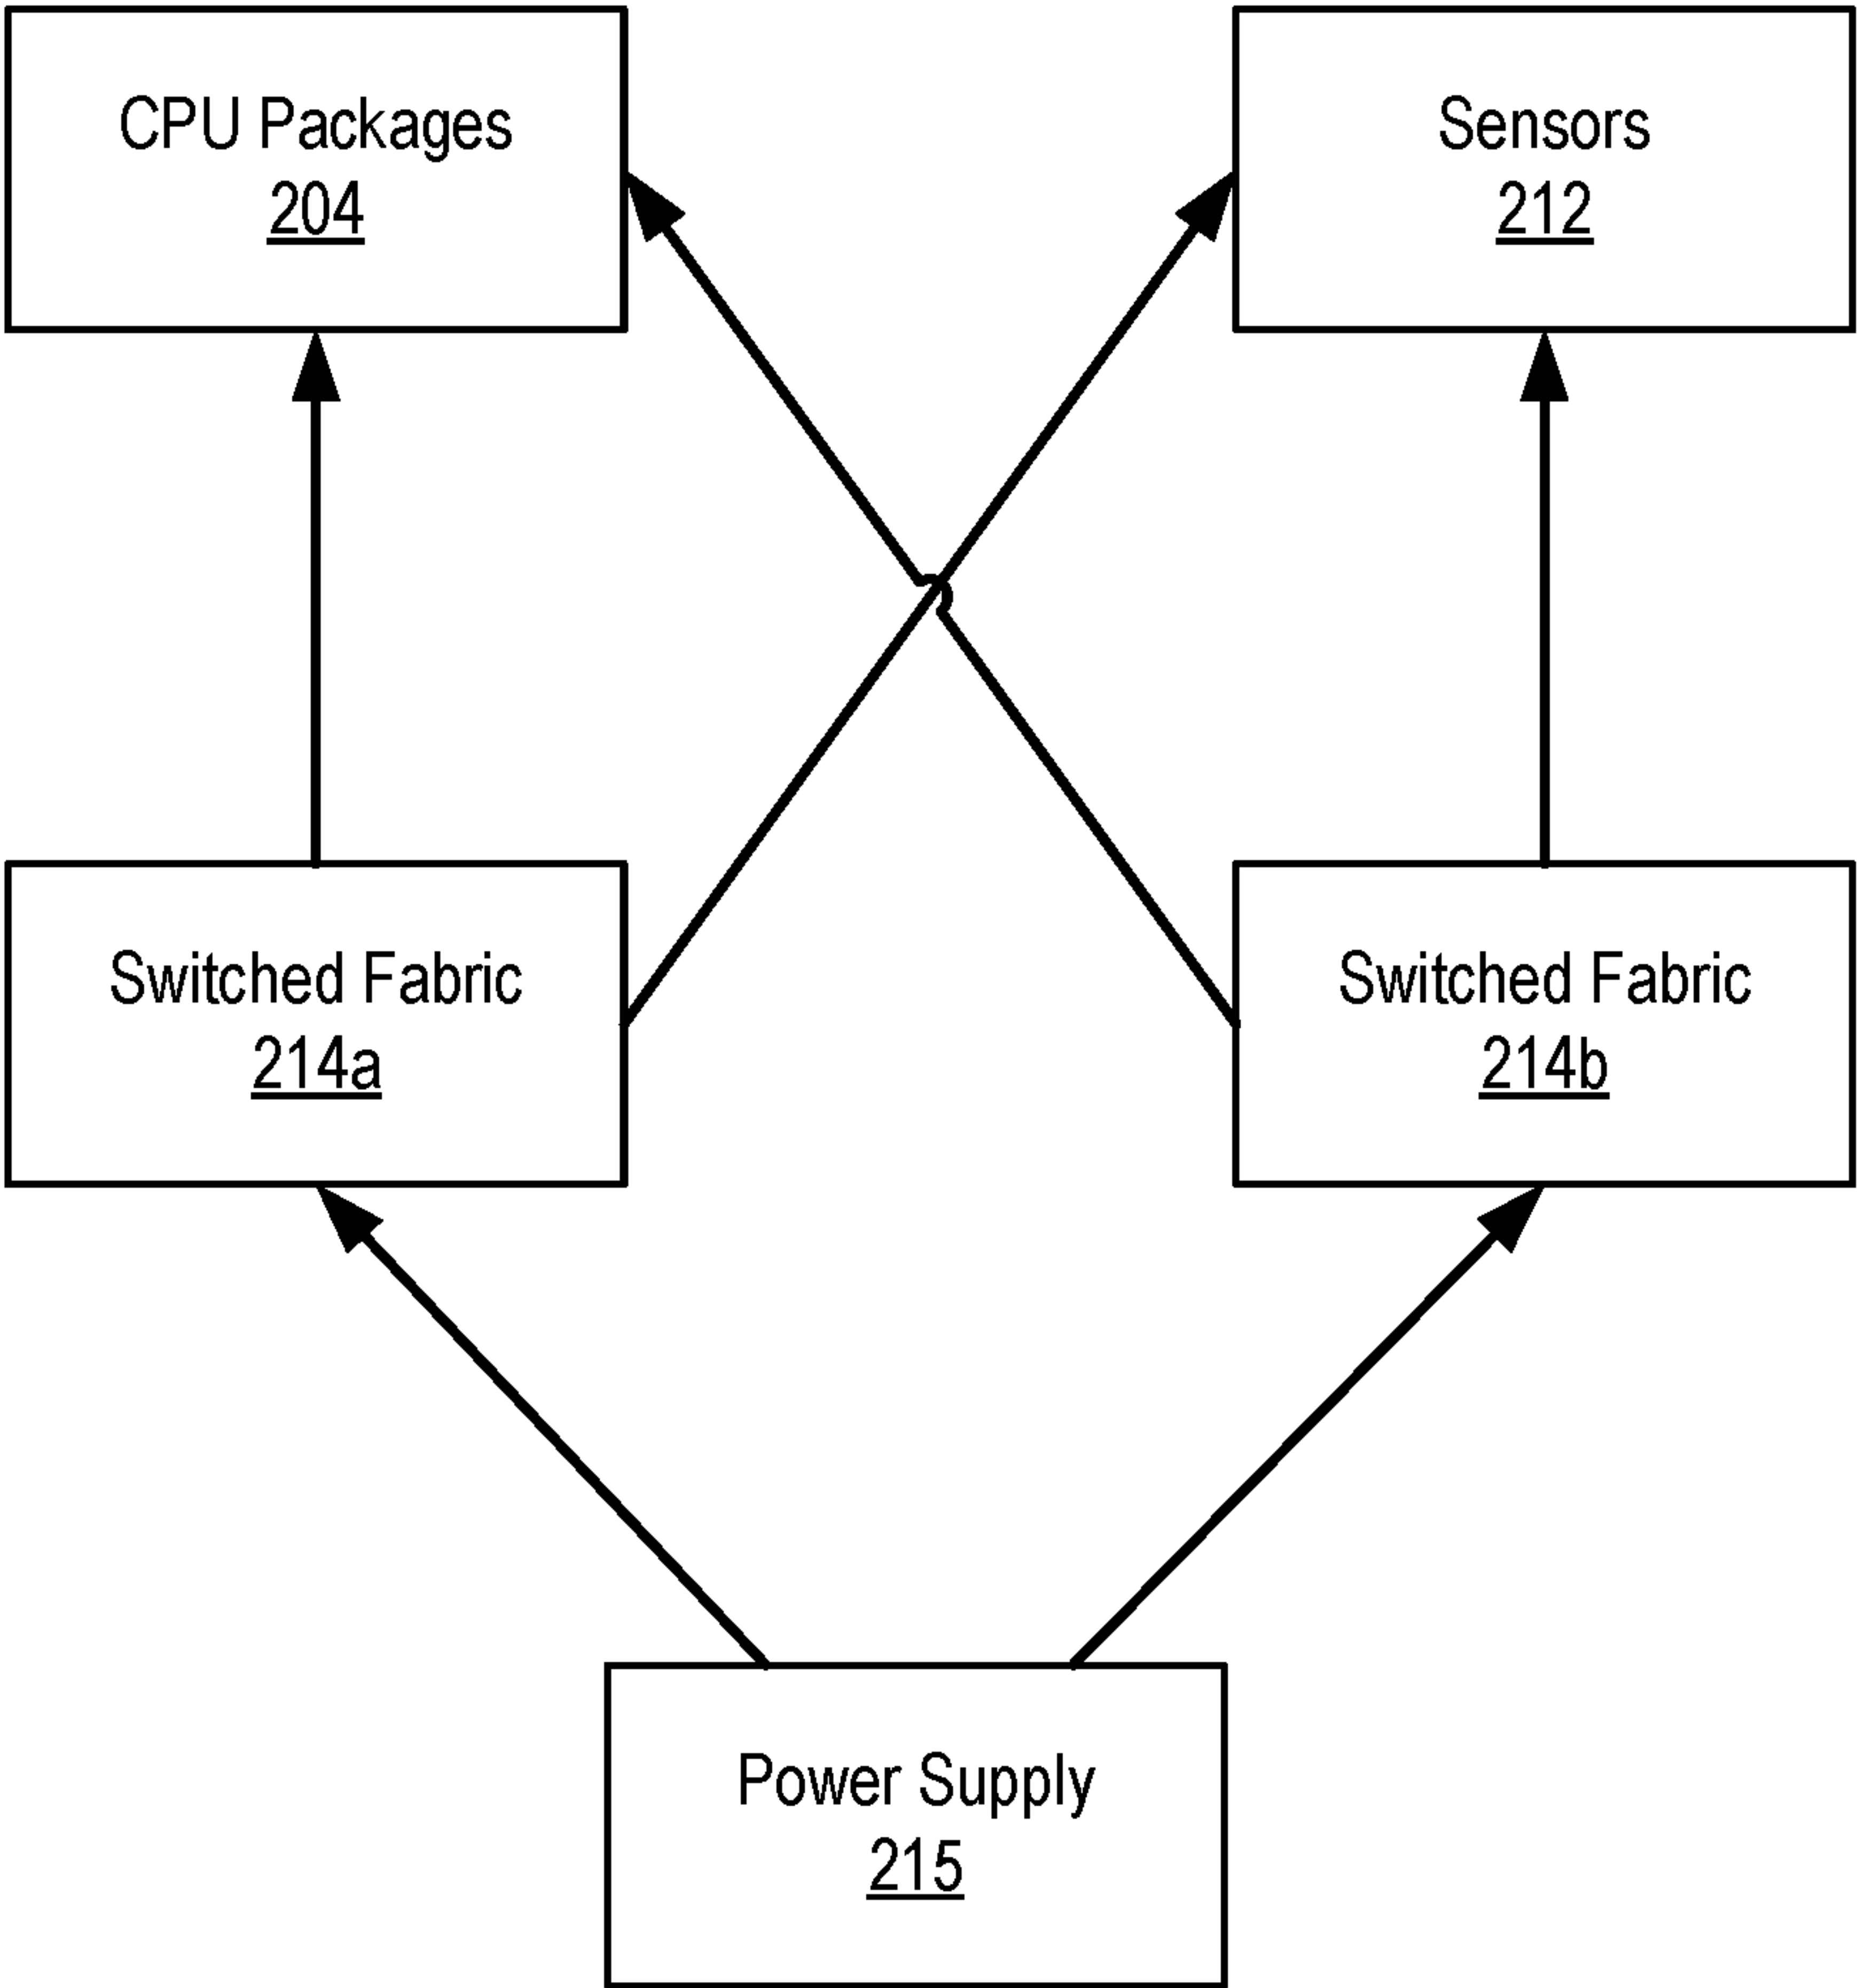 CPU Packages
204
Sensors
212
Switched Fabric
214a
Switched Fabric
214b
Power Supply
215